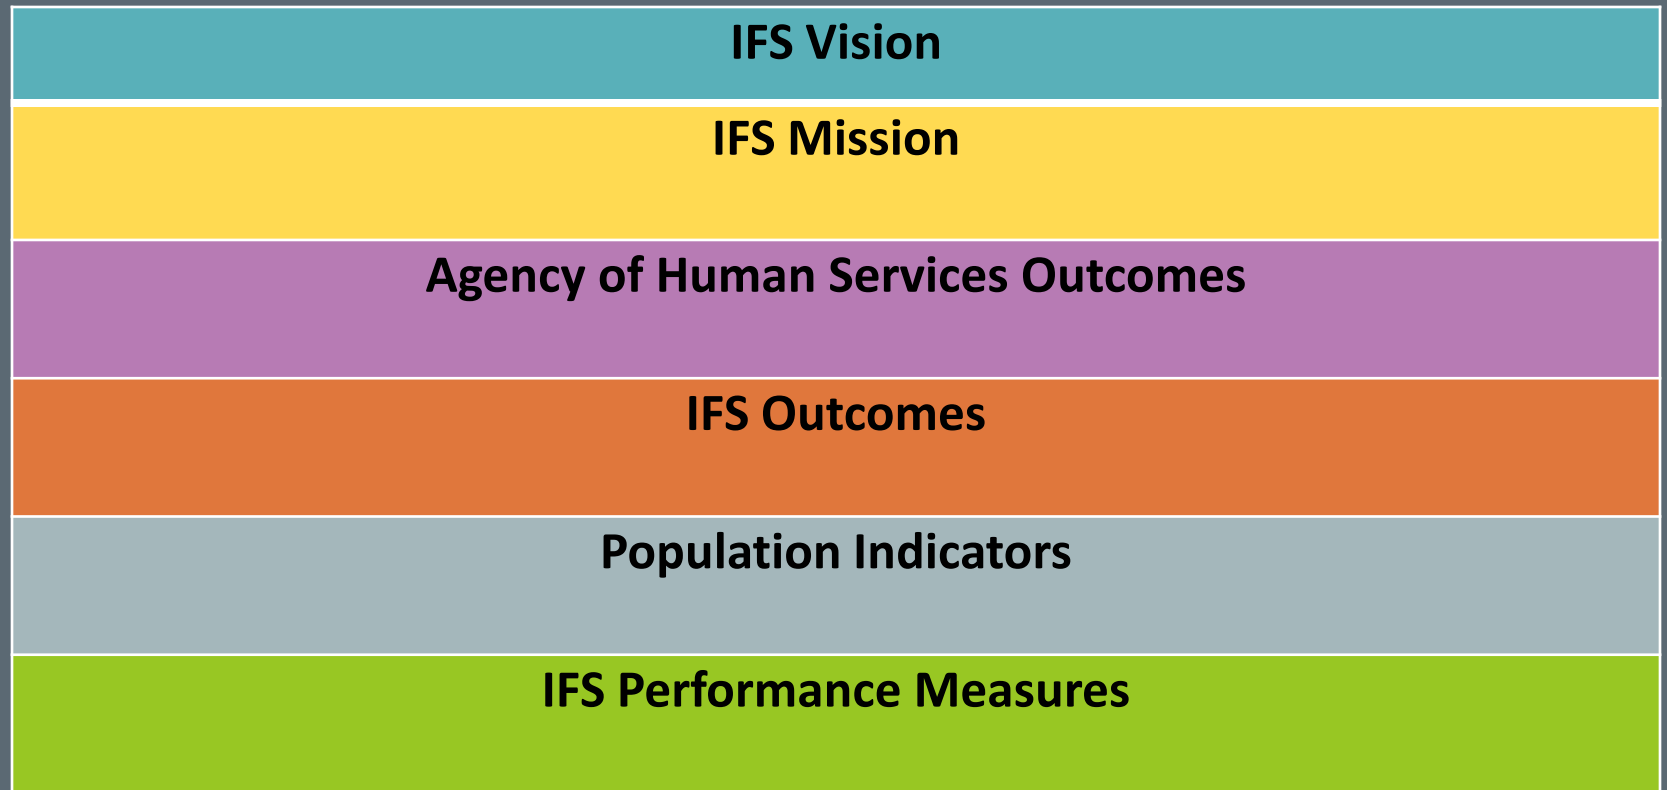 IFS Vision
IFS Mission
Agency of Human Services Outcomes
IFS Outcomes
Population Indicators
IFS Performance Measures